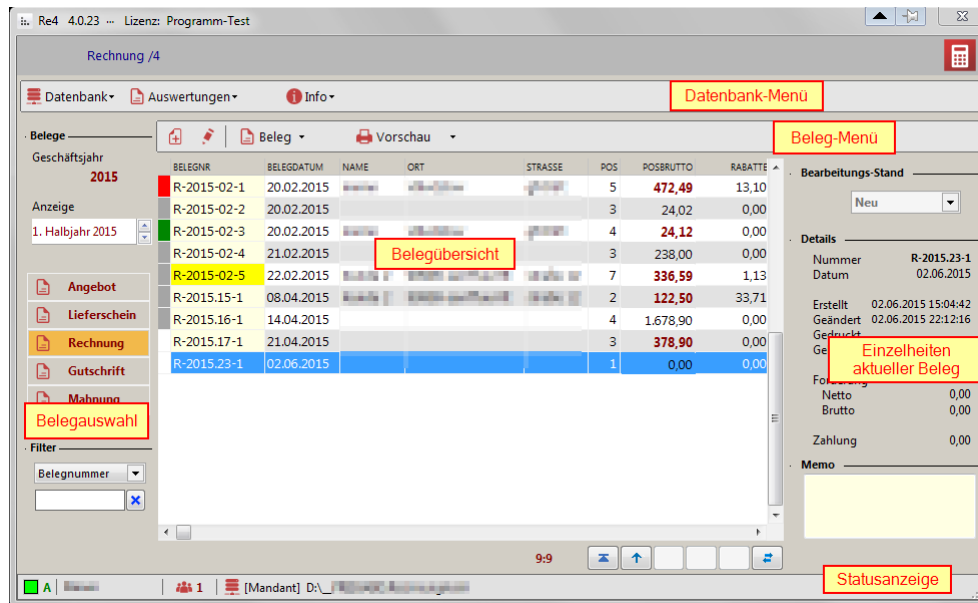 Re4 4.0.23 -- Lizenz: Programm-Test
Rechnung /4
Datenbank Auswertungen Info
Datenbank-Menü
Belege
Geschäftsjahr
2015
Anzeige
1. Halbjahr 2015
Angebot
Lieferschein
Rechnung
Gutschrift
Mahnung
Belegauswahl
Filter
Belegnummer
Beleg Vorschau
Beleg-Menü
BELEGNR BELEGDATUM NAME ORT STRASSE POS POSBRUTTO RABATTE
R-2015-02-1 20.02.2015 5 472,49 13,10
R-2015-02-2 20.02.2015 3 24,02 0,00
R-2015-02-3 20.02.2015 4 24,12 0,00
R-2015-02-4 21.02.2015 3 238,00 0,00
R-2015-02-5 22.02.2015 7 336,59 1,13
R-2015.15-1 08.04.2015 2 122,50 33,71
R-2015.16-1 14.04.2015 4 1.678,90 0,00
R-2015.17-1 21.04.2015 3 378,90 0,00
R-2015.23-1 02.06.2015 1 0,00 0,00
Belegübersicht
9:9
Bearbeitungs-Stand
Neu
Details
Nummer R-2015.23-1
Datum 02.06.2015
Erstellt 02.06.2015 15:04:42
Geändert 02.06.2015 22:12:16
Einzelheiten
aktueller Beleg
Netto 0,00
Brutto 0,00
Zahlung 0,00
Memo
Statusanzeige
A 1 [Mandant] D:\_